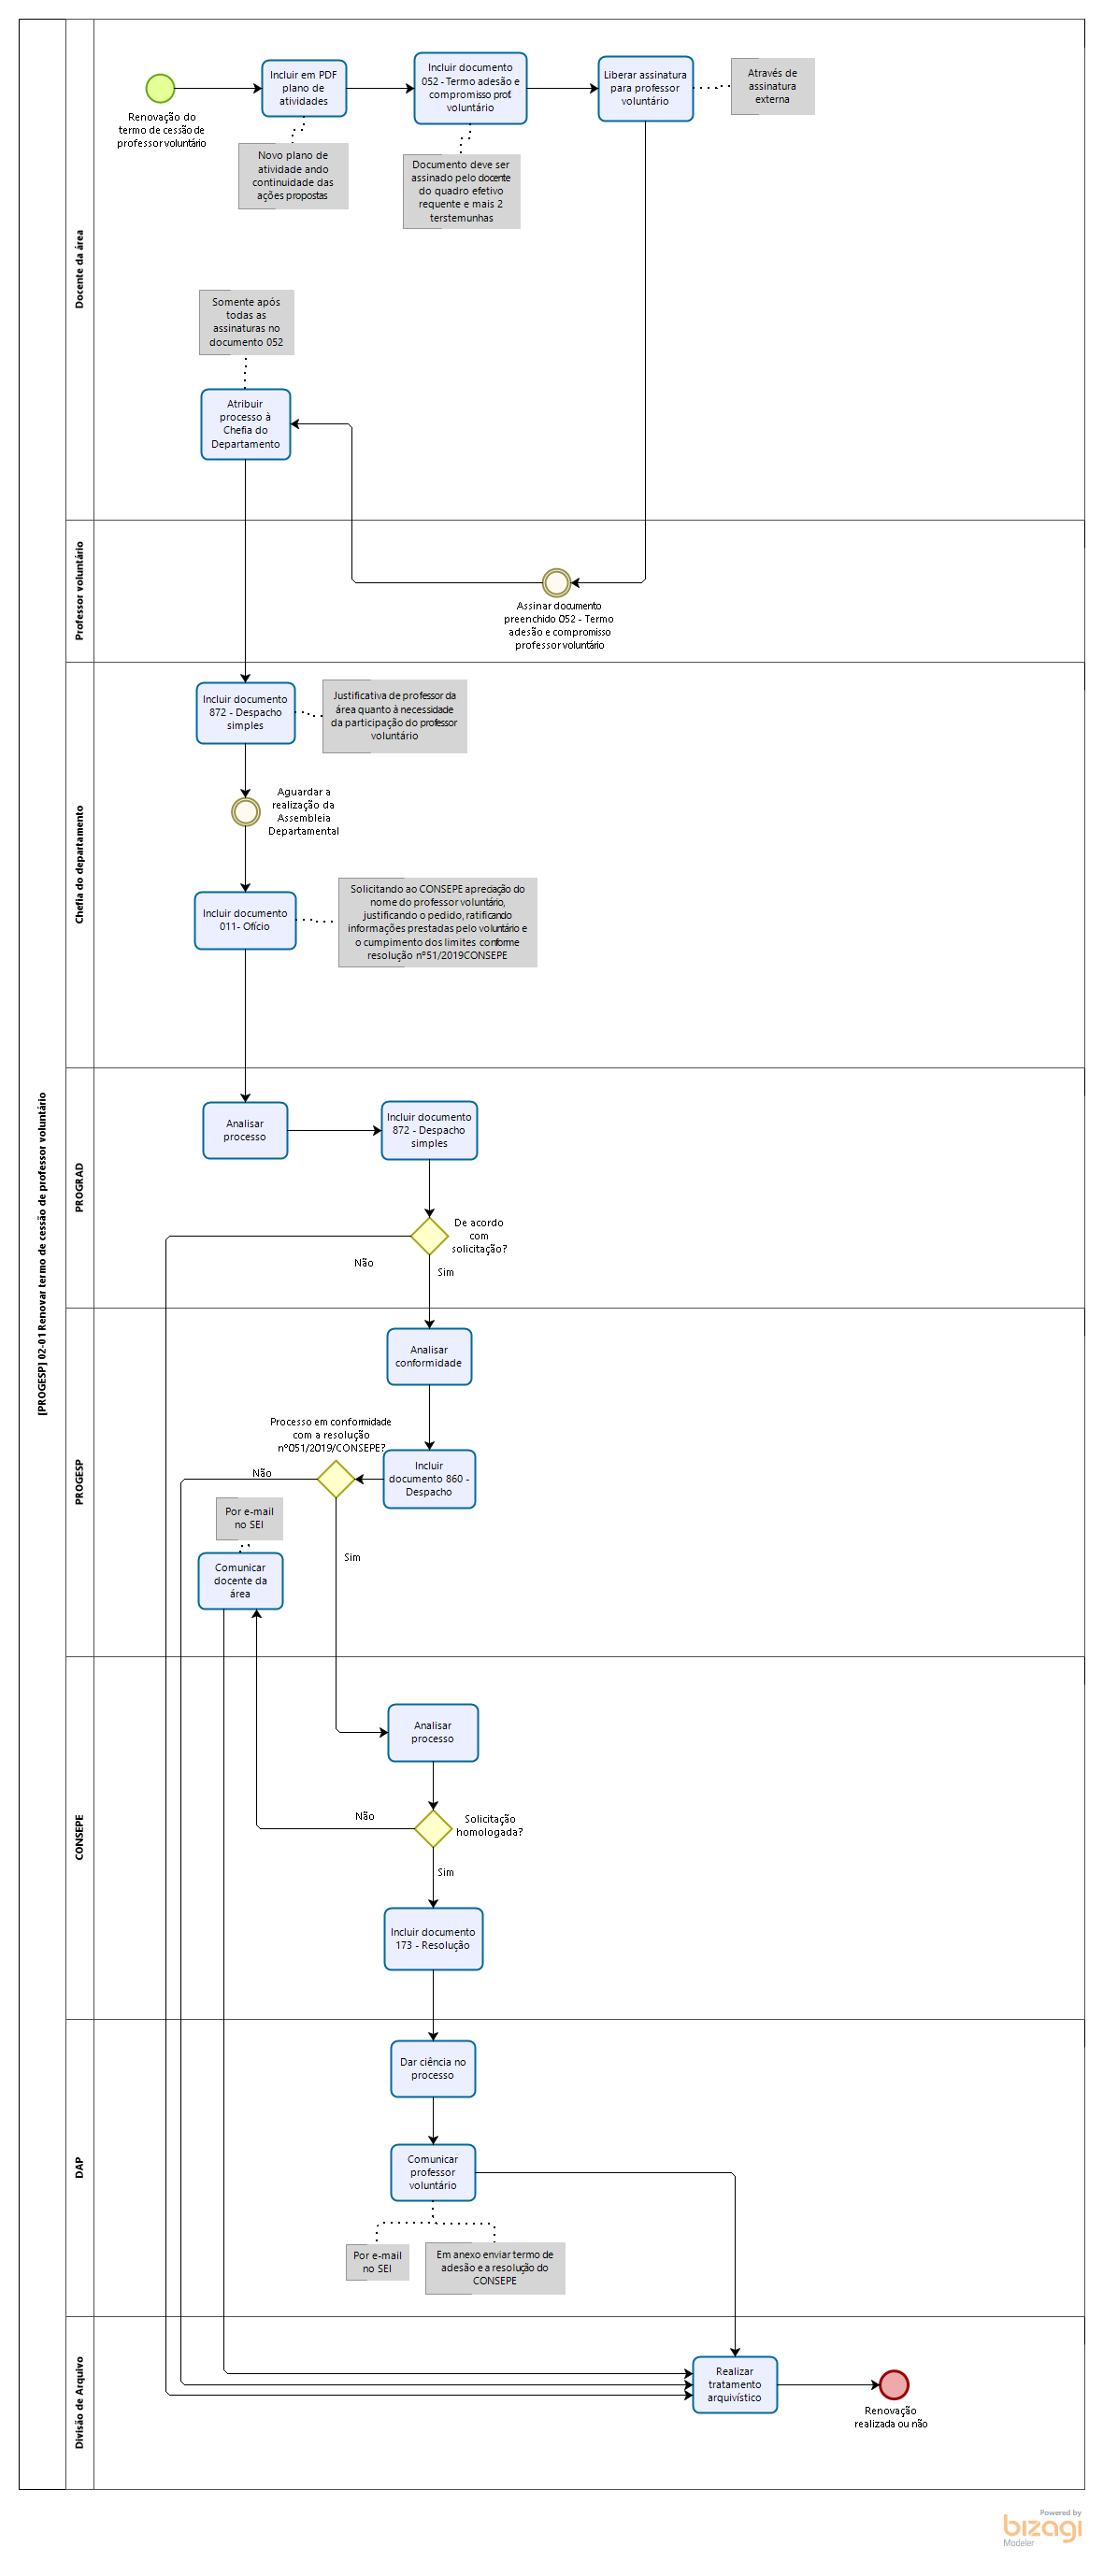 [PROGESP] 02-01 Renovar termo de cessão de professor voluntário
Docente da área
Renovação do
termo de cessão de
professor voluntário
Incluir em PDF
plano de
atividades
Novo plano de
atividade ando
continuidade das
ações propostas
Incluir documento
052 - Termo adesão e
compromisso prof.
voluntário
Documento deve ser
assinado pelo docente
do quadro efetivo
requente e mais 2
terstemunhas
Liberar assinatura
para professor
voluntário
Através de
assinatura
externa
Somente após
todas as
assinaturas no
documento 052
Atribuir
processo à
Chefia do
Departamento
Professor voluntário
Assinar documento
preenchido 052 - Termo
adesão e compromisso
professor voluntário
Chefia do departamento
Incluir documento
872 - Despacho
simples
Justificativa de professor da
área quanto à necessidade
da participação do professor
voluntário
Aguardar a
realização da
Assembleia
Departamental
Incluir documento
011- Ofício
Solicitando ao CONSEPE apreciação do
nome do professor voluntário,
justificando o pedido, ratificando
informações prestadas pelo voluntário e
o cumpimento dos limites conforme
resolução nº51/2019CONSEPE
PROGRAD
Analisar
processo
Incluir documento
872 - Despacho
simples
De acordo
com
solicitação?
Não
Sim
PROGESP
Analisar
conformidade
Processo em conformidade
com a resolução
nº051/2019/CONSEPE?
Incluir
documento 860 -
Despacho
Não
Por e-mail
no SEI
Sim
Comunicar
docente da
área
CONSEPE
Analisar
processo
Não
Solicitação
homologada?
Sim
Incluir documento
173 - Resolução
DAP
Dar ciência no
processo
Comunicar
professor
voluntário
Por e-mail
no SEI
Em anexo enviar termo de
adesão e a resolução do
CONSEPE
Divisão de Arquivo
Realizar
tratamento
arquivístico
Renovação
realizada ou não
Powered by
bizagi
Modeler